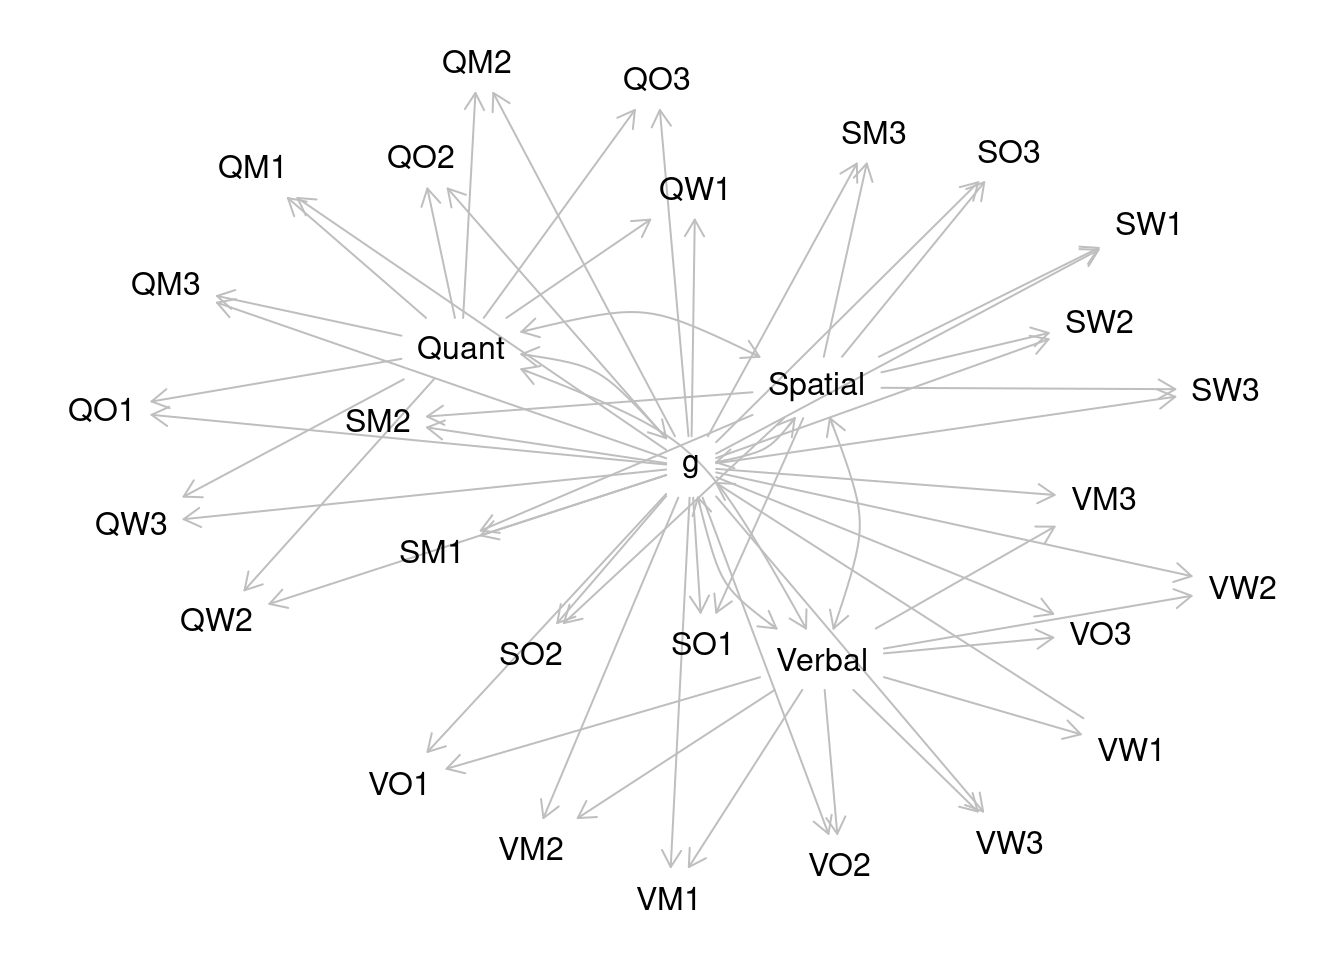 QM2
QO3
SM3
SO3
QM1
QO2
QW1
SW1
QM3
SW2
Quant
Spatial
SW3
QO1
SM2
g
VM3
QW3
SM1
VW2
QW2
VO3
SO2
SO1
Verbal
VW1
VO1
VM2
VW3
VO2
VM1